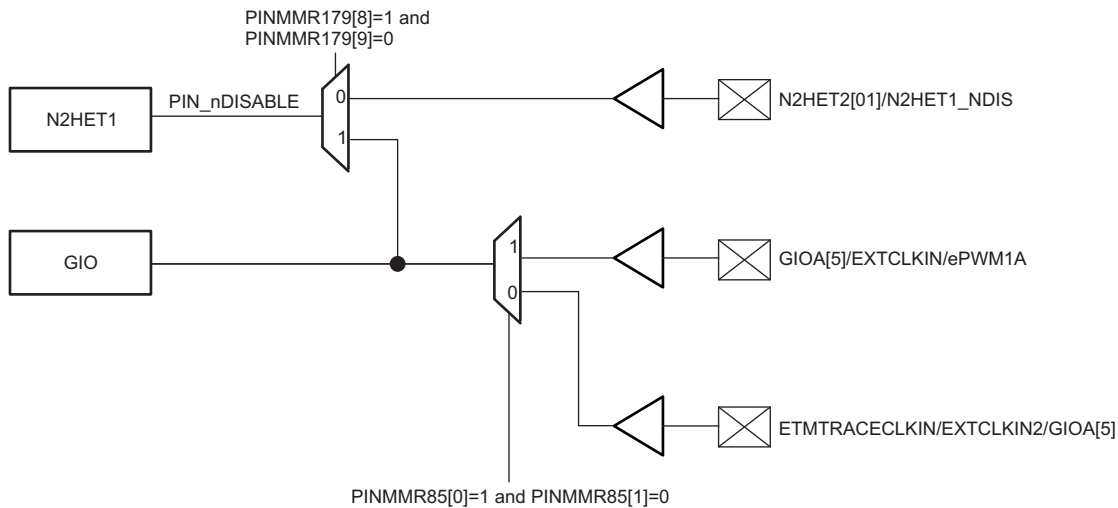 PINMMR179[8]=1 and
PINMMR179[9]=0
N2HET1
PIN_nDISABLE
0
1
N2HET2[01]/N2HET1_NDIS
GIO
1
0
GIOA[5]/EXTCLKIN/ePWM1A
ETMTRACECLKIN/EXTCLKIN2/GIOA[5]
PINMMR85[0]=1 and PINMMR85[1]=0